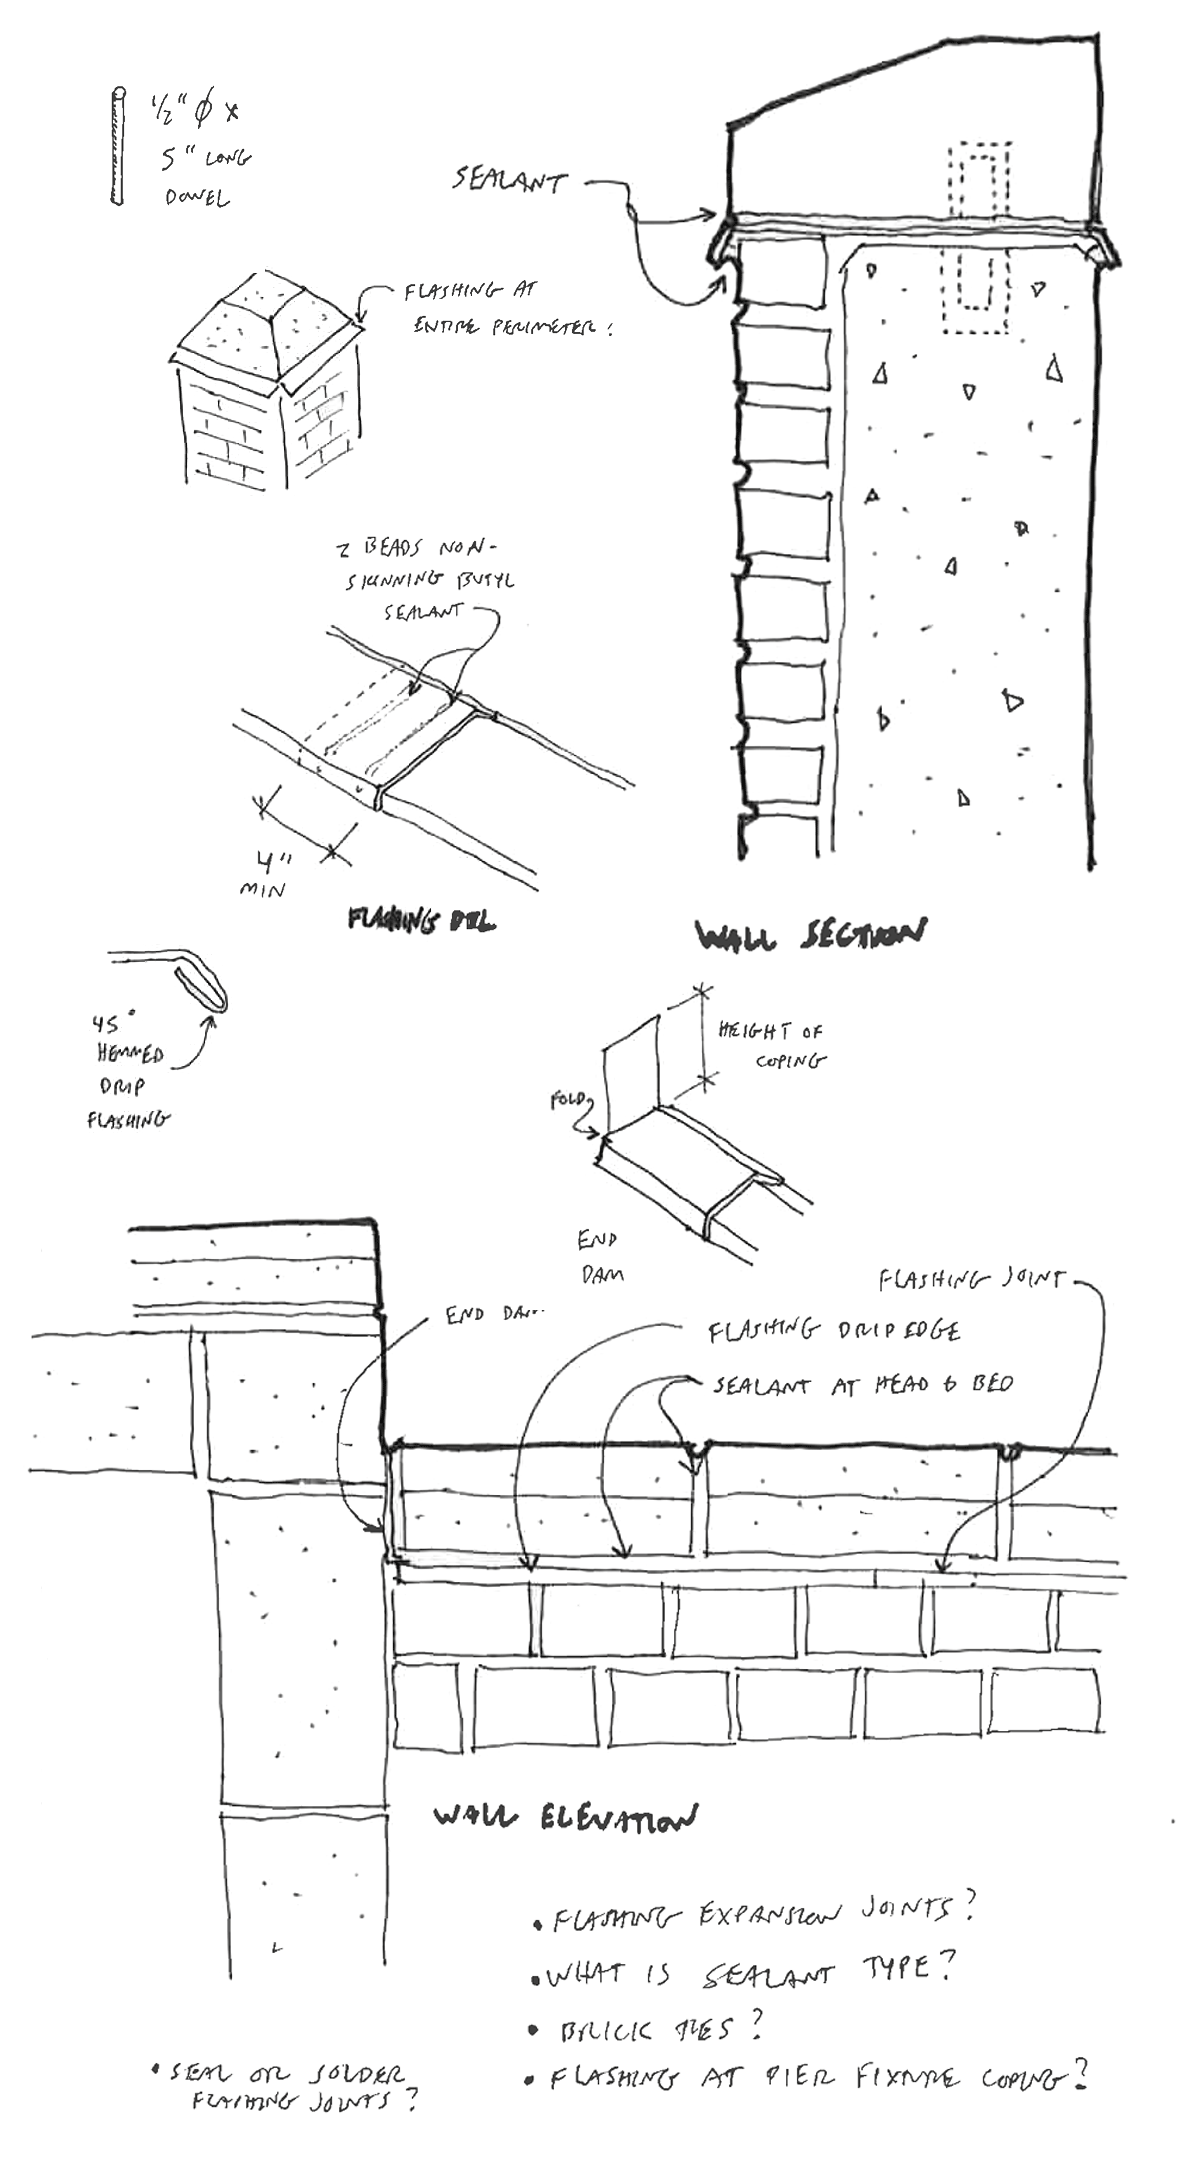 1/2" Ø x
5" LONG
DOWEL
SEALANT
FLASHING AT
ENTIRE PERIMETER!
2 BEADS NON-
SKINNING BUTYL
SEALANT
4"
MIN
FLASHING DTL
WALL SECTION
45°
HEMMED
DRIP
FLASHING
HEIGHT OF
COPING
FOLD
END
DAM
FLASHING JOINT
END DAM
FLASHING DRIP EDGE
SEALANT AT HEAD & BED
WALL ELEVATION
• FLASHING EXPANSION JOINTS?
• WHAT IS SEALANT TYPE?
• BRICK TIES?
• FLASHING AT PIER FIXTURE COPING?
• SEAL OR SOLDER
FLASHING JOINTS?